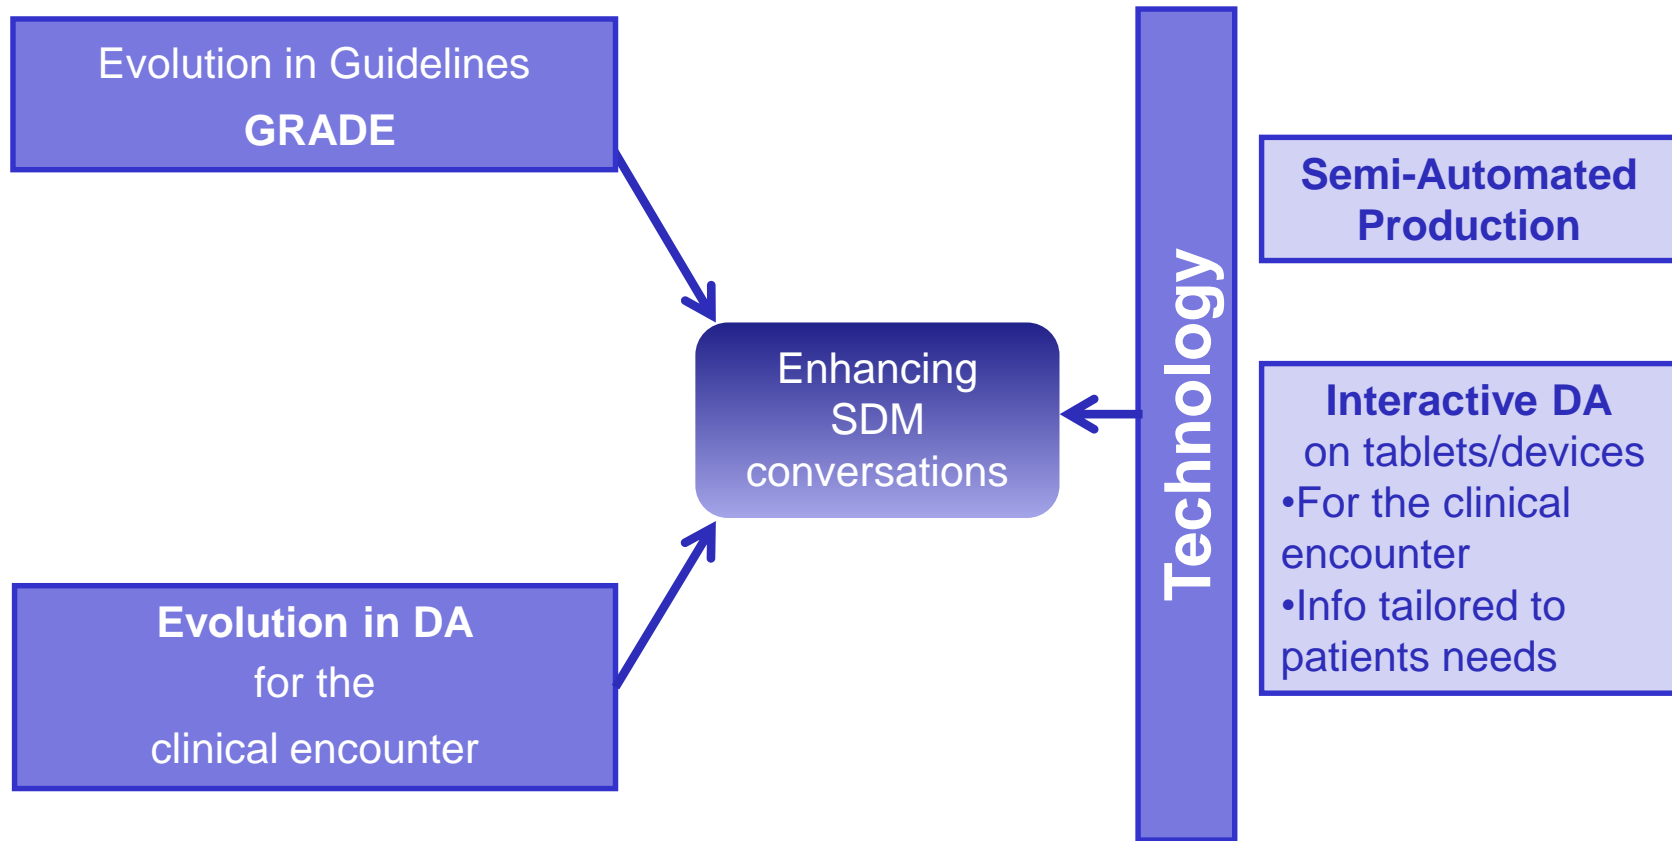 Evolution in Guidelines
GRADE
Evolution in DA
for the
clinical encounter
Enhancing
SDM
conversations
Technology
Semi-Automated
Production
Interactive DA
on tablets/devices
•For the clinical
encounter
•Info tailored to
patients needs